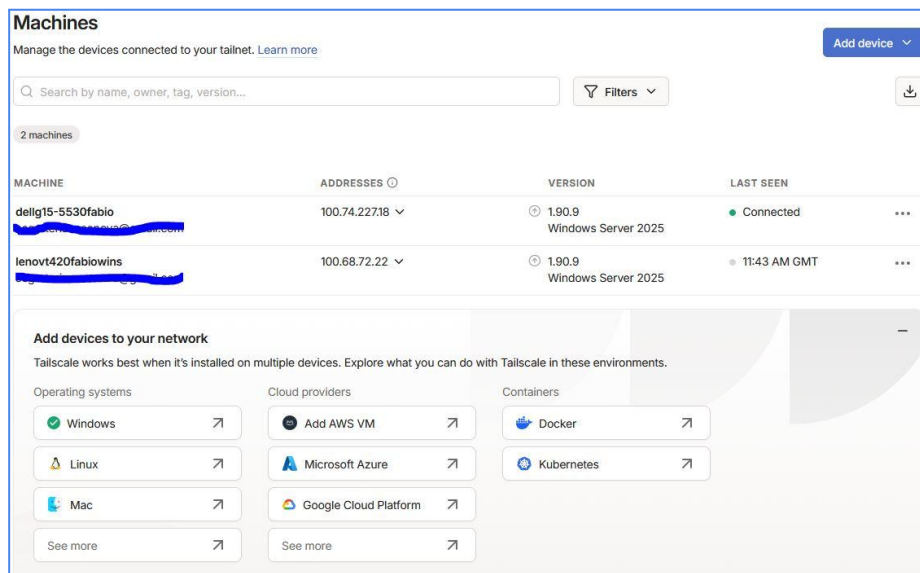 Machines
Manage the devices connected to your tailnet. Learn more
Add device
Search by name, owner, tag, version...
Filters
2 machines
MACHINE ADDRESSES VERSION LAST SEEN
dellg15-5530fabio 100.74.227.18 1.90.9 Connected
Windows Server 2025
lenovt420fabiowins 100.68.72.22 1.90.9 11:43 AM GMT
Windows Server 2025
Add devices to your network
Tailscale works best when it's installed on multiple devices. Explore what you can do with Tailscale in these environments.
Operating systems Cloud providers Containers
Windows Add AWS VM Docker
Linux Microsoft Azure Kubernetes
Mac Google Cloud Platform
See more See more